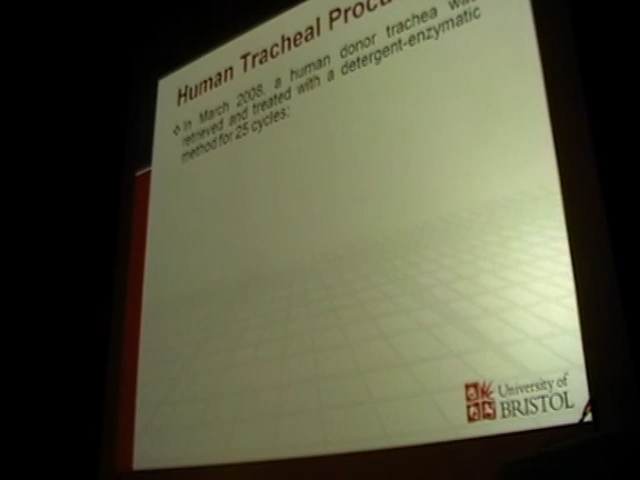 Human Tracheal Procu
In March 2008, a human donor trachea was
retrieved and treated with a detergent-enzymatic
method for 25 cycles;
University of
BRISTOL